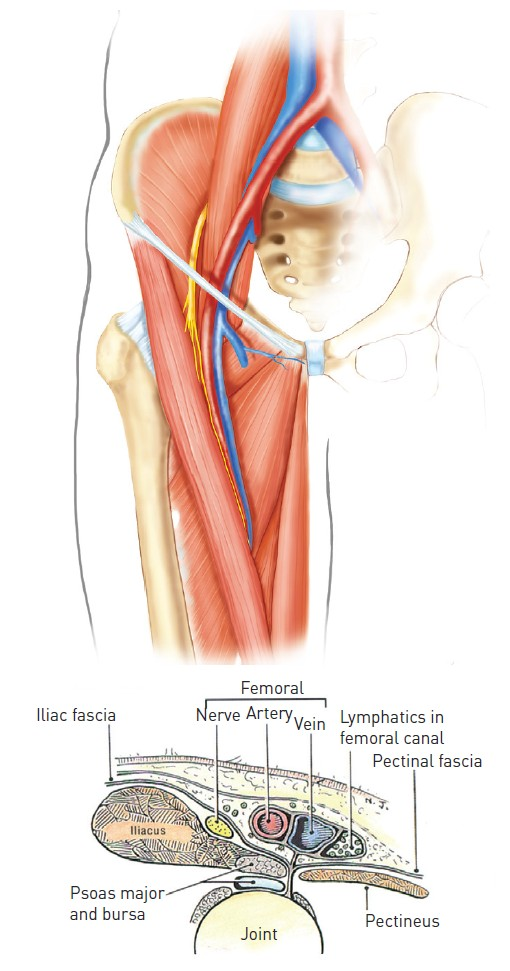 Femoral
Iliac fascia
Nerve Artery Vein
Lymphatics in
femoral canal
Pectinal fascia
N. J.
Iliacus
Psoas major
and bursa
Pectineus
Joint